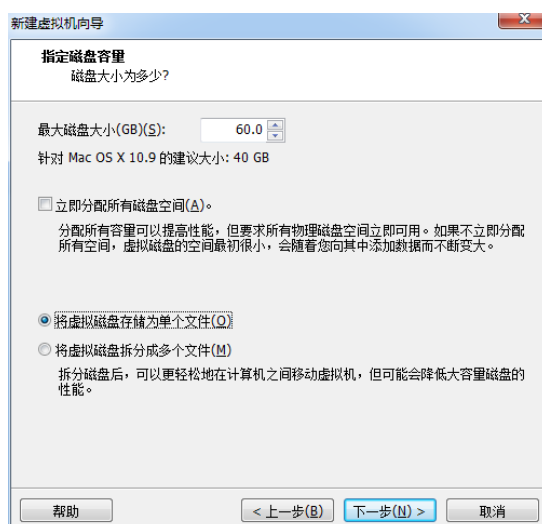 新建虚拟机向导
指定磁盘容量
磁盘大小为多少?
最大磁盘大小(GB)(S): 60.0
针对 Mac OS X 10.9 的建议大小: 40 GB
立即分配所有磁盘空间(A)。
分配所有容量可以提高性能，但要求所有物理磁盘空间立即可用。如果不立即分配
所有空间，虚拟磁盘的空间最初很小，会随着您向其中添加数据而不断变大。
将虚拟磁盘存储为单个文件(O)
将虚拟磁盘拆分成多个文件(M)
拆分磁盘后，可以更轻松地在计算机之间移动虚拟机，但可能会降低大容量磁盘的
性能。
帮助 < 上一步(B) 下一步(N) > 取消